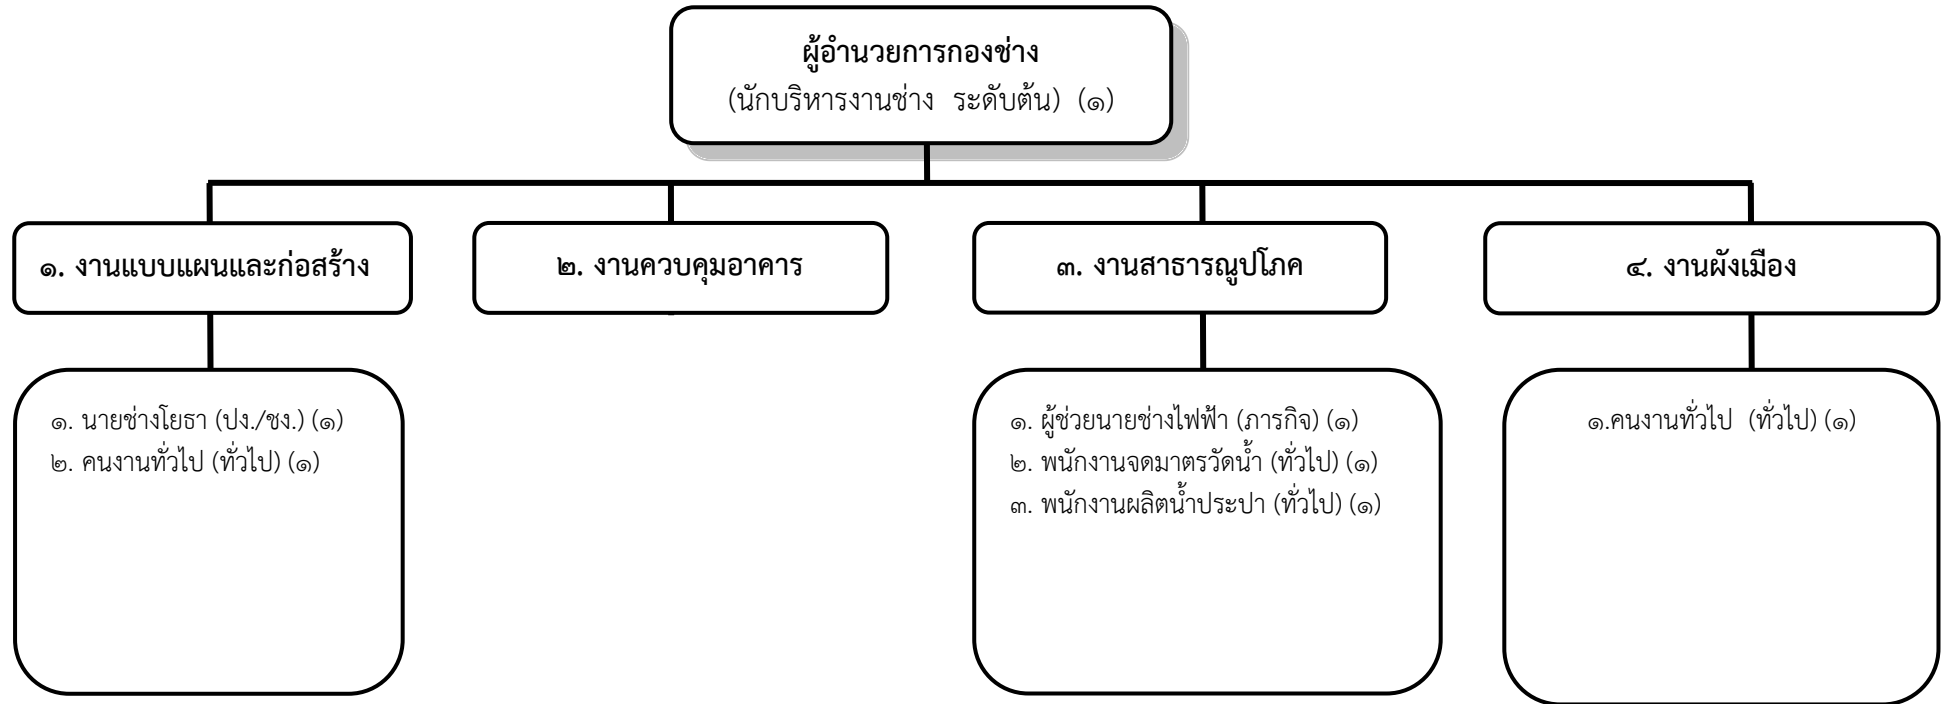 ผู้อำนวยการกองช่าง
(นักบริหารงานช่าง ระดับต้น) (๑)
๑. งานแบบแผนและก่อสร้าง
๒. งานควบคุมอาคาร
๓. งานสาธารณูปโภค
๔. งานผังเมือง
๑. นายช่างโยธา (ปง./ชง.) (๑)
๒. คนงานทั่วไป (ทั่วไป) (๑)
๑. ผู้ช่วยนายช่างไฟฟ้า (ภารกิจ) (๑)
๒. พนักงานจดมาตรวัดน้ำ (ทั่วไป) (๑)
๓. พนักงานผลิตน้ำประปา (ทั่วไป) (๑)
๑.คนงานทั่วไป (ทั่วไป) (๑)